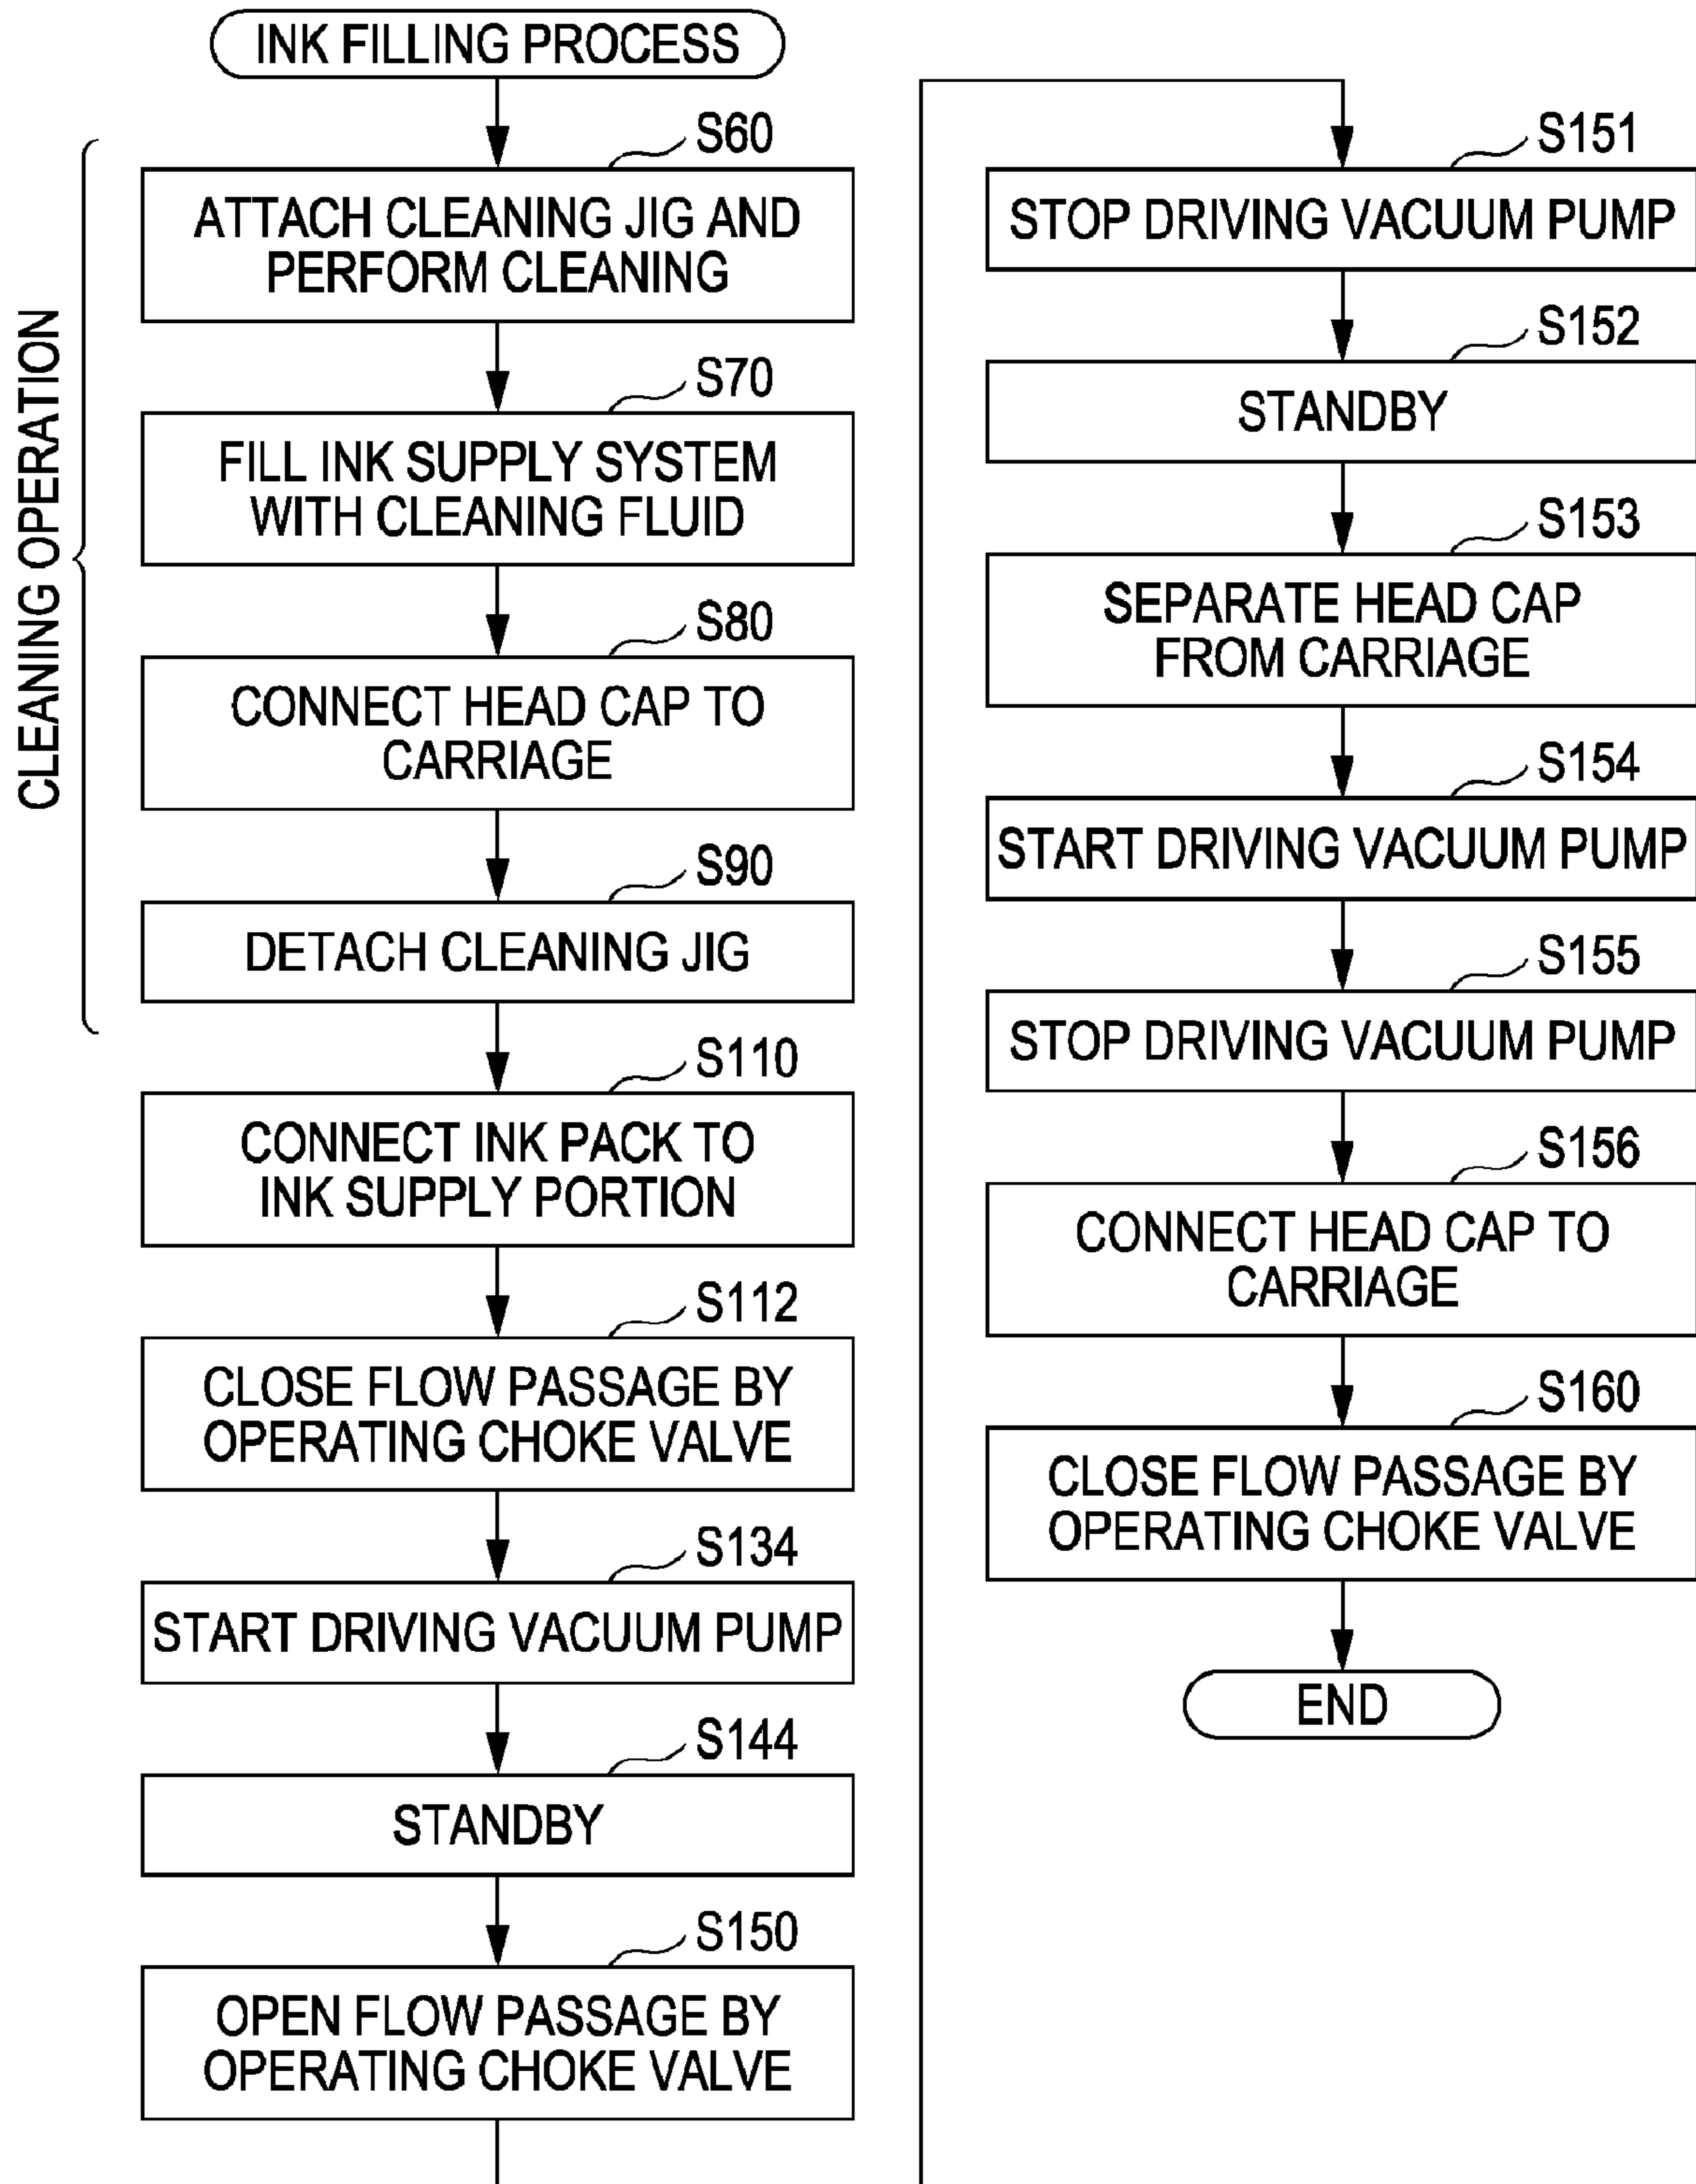 INK FILLING PROCESS
CLEANING OPERATION
S60
ATTACH CLEANING JIG AND
PERFORM CLEANING
S70
FILL INK SUPPLY SYSTEM
WITH CLEANING FLUID
S80
CONNECT HEAD CAP TO
CARRIAGE
S90
DETACH CLEANING JIG
S110
CONNECT INK PACK TO
INK SUPPLY PORTION
S112
CLOSE FLOW PASSAGE BY
OPERATING CHOKE VALVE
S134
START DRIVING VACUUM PUMP
S144
STANDBY
S150
OPEN FLOW PASSAGE BY
OPERATING CHOKE VALVE
S151
STOP DRIVING VACUUM PUMP
S152
STANDBY
S153
SEPARATE HEAD CAP
FROM CARRIAGE
S154
START DRIVING VACUUM PUMP
S155
STOP DRIVING VACUUM PUMP
S156
CONNECT HEAD CAP TO
CARRIAGE
S160
CLOSE FLOW PASSAGE BY
OPERATING CHOKE VALVE
END